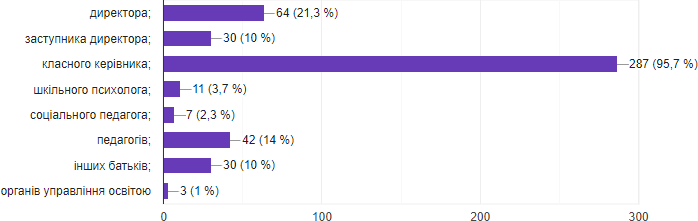 директора; 64 (21,3 %)
заступника директора; 30 (10 %)
класного керівника; 287 (95,7 %)
шкільного психолога; 11 (3,7 %)
соціального педагога; 7 (2,3 %)
педагогів; 42 (14 %)
інших батьків; 30 (10 %)
органів управління освітою 3 (1 %)
0 100 200 300